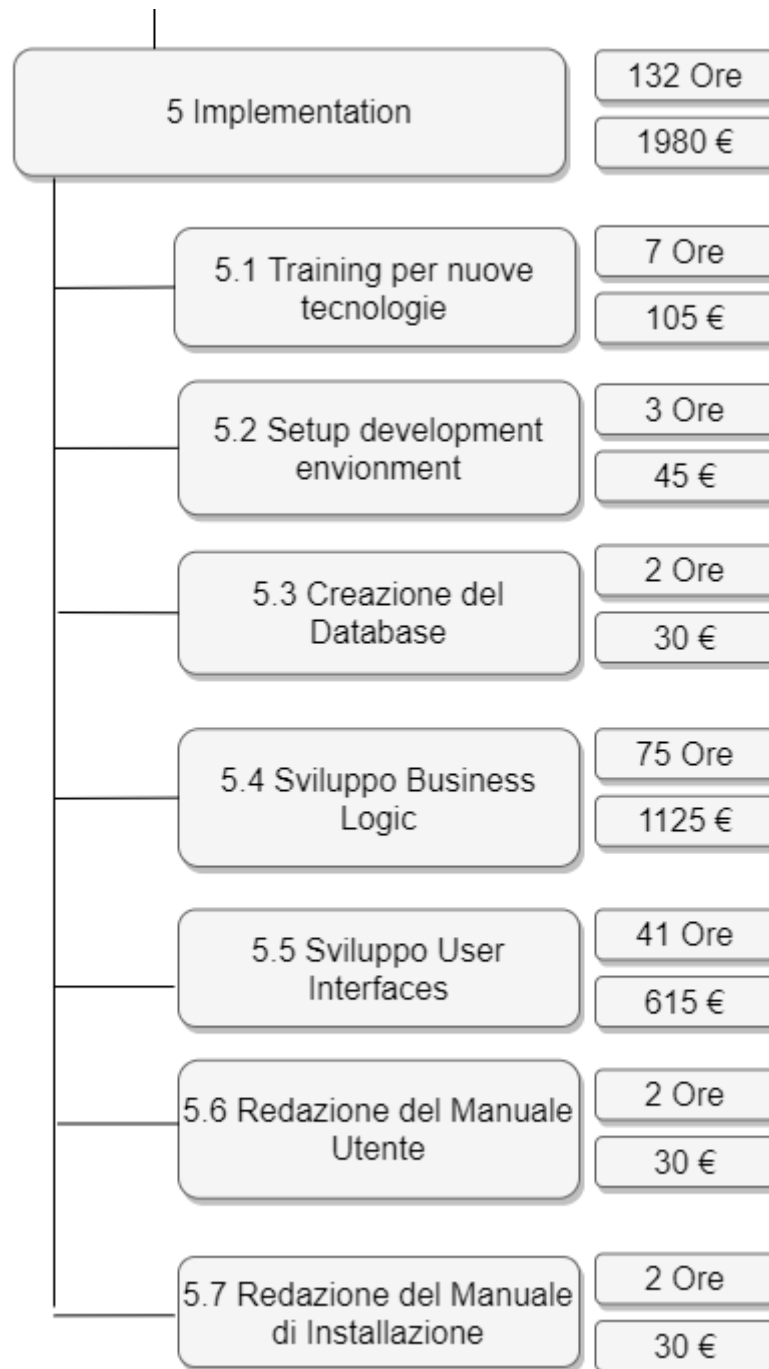 5 Implementation
132 Ore
1980 €
5.1 Training per nuove
tecnologie
7 Ore
105 €
5.2 Setup development
envionment
3 Ore
45 €
5.3 Creazione del
Database
2 Ore
30 €
5.4 Sviluppo Business
Logic
75 Ore
1125 €
5.5 Sviluppo User
Interfaces
41 Ore
615 €
5.6 Redazione del Manuale
Utente
2 Ore
30 €
5.7 Redazione del Manuale
di Installazione
2 Ore
30 €